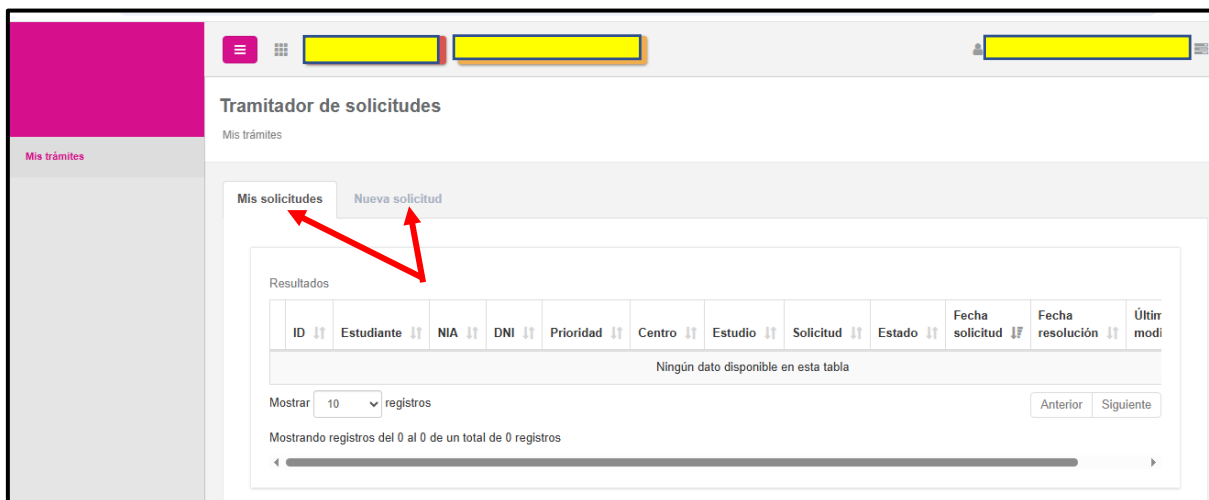 Tramitador de solicitudes
Mis trámites
Mis trámites
Mis solicitudes Nueva solicitud
Resultados
ID Estudiante NIA DNI Prioridad Centro Estudio Solicitud Estado Fecha solicitud Fecha resolución
Ningún dato disponible en esta tabla
Mostrar 10 registros Anterior Siguiente
Mostrando registros del 0 al 0 de un total de 0 registros